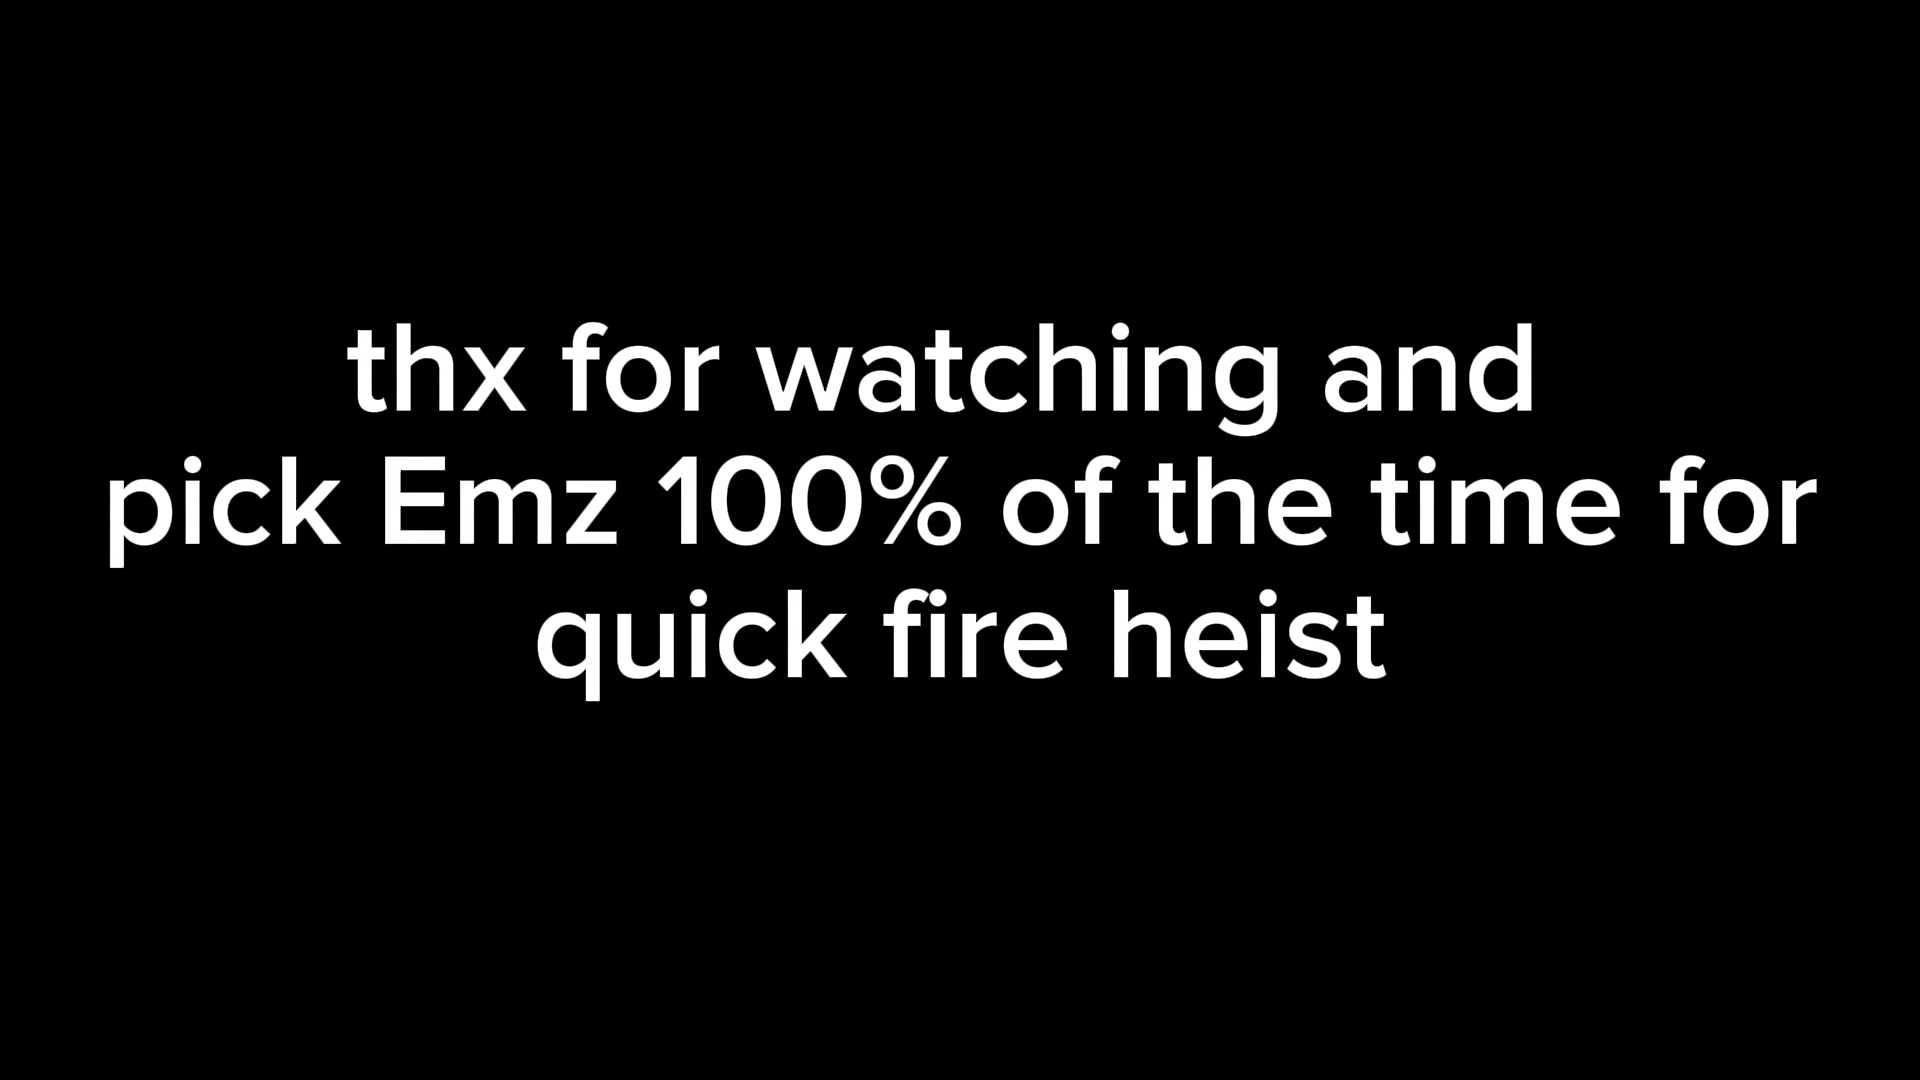 thx for watching and
pick Emz 100% of the time for
quick fire heist